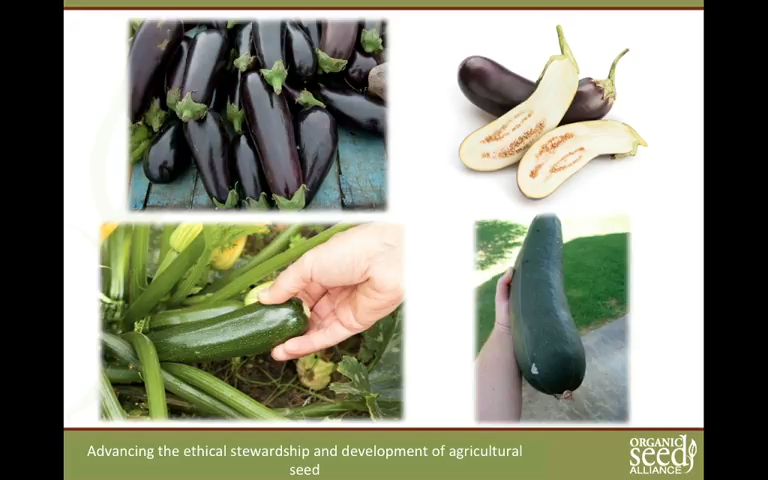 Advancing the ethical stewardship and development of agricultural
seed
ORGANIC
seed
ALLIANCE